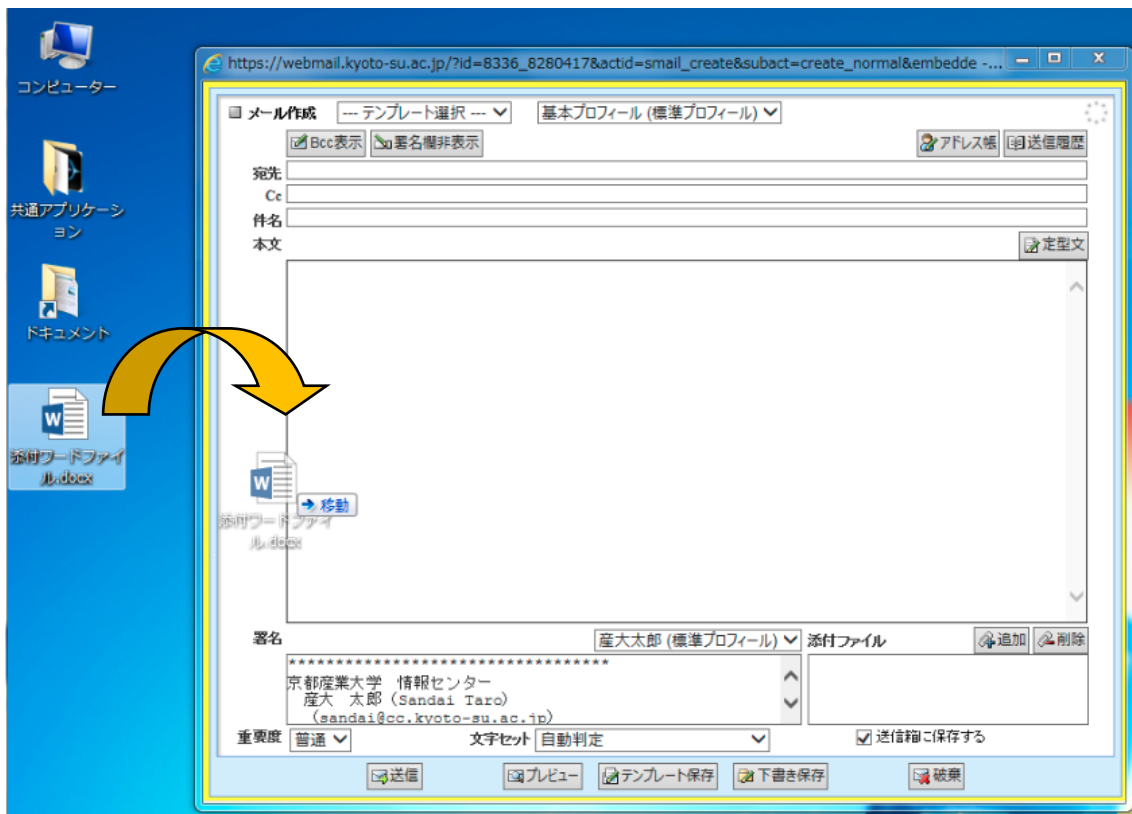 コンピューター
共通アプリケーシ
ョン
ドキュメント
添付ワードファイ
ル.docx
https://webmail.kyoto-su.ac.jp/?id=8336_8280417&actid=smail_create&subact=create_normal&embedde -...
メール作成 --- テンプレート選択 --- 基本プロフィール (標準プロフィール)
Bcc表示 署名欄非表示 アドレス帳 送信履歴
宛先
Cc
件名
本文 定型文
W
移動
添付ワードファイ
ル.docx
署名 産大太郎 (標準プロフィール) 添付ファイル 追加 削除
**********************************
京都産業大学 情報センター
産大 太郎 (Sandai Taro)
(sandai@cc.kyoto-su.ac.jp)
重要度 普通 文字セット 自動判定 送信箱に保存する
送信 プレビュー テンプレート保存 下書き保存 破棄